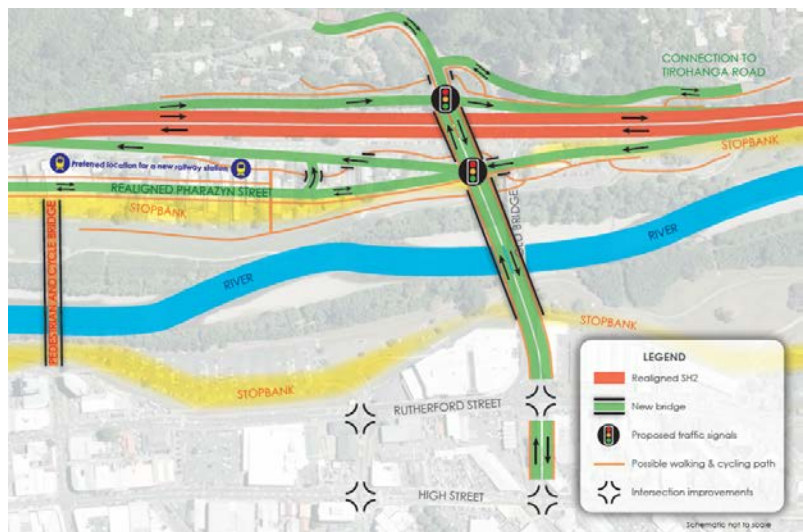 CONNECTION TO
TIROHANGA ROAD
STOPBANK
Preferred location for a new railway station
REALIGNED PHARAZYN STREET
STOPBANK
PEDESTRIAN AND CYCLE BRIDGE
OLD BRIDGE
RIVER
RIVER
STOPBANK
STOPBANK
RUTHERFORD STREET
HIGH STREET
LEGEND
Realigned SH2
New bridge
Proposed traffic signals
Possible walking & cycling path
Intersection improvements
Schematic not to scale